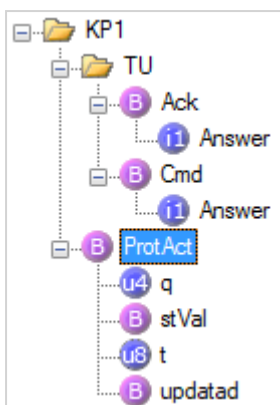 KP1
TU
B Ack
i1 Answer
B Cmd
i1 Answer
B ProtAct
u4 q
B stVal
u8 t
B updatad